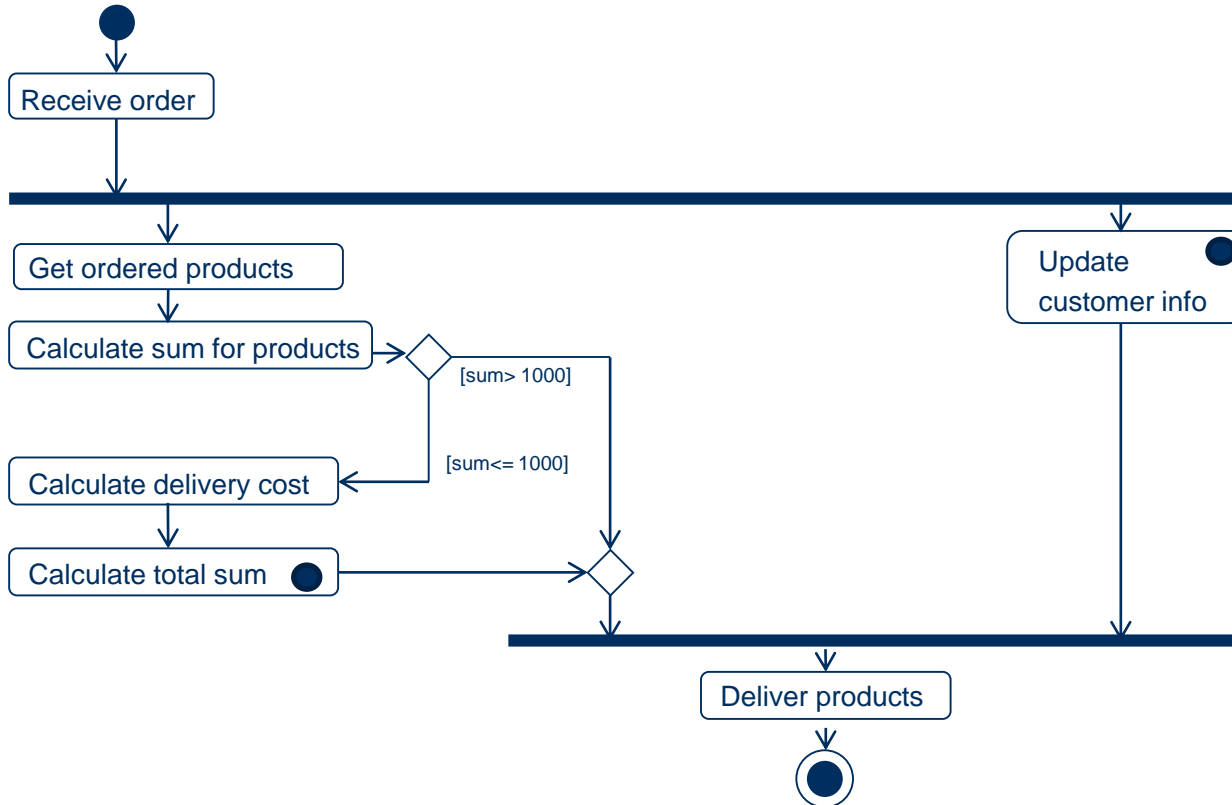 Receive order
Get ordered products
Update
customer info
Calculate sum for products
[sum> 1000]
[sum<= 1000]
Calculate delivery cost
Calculate total sum
Deliver products